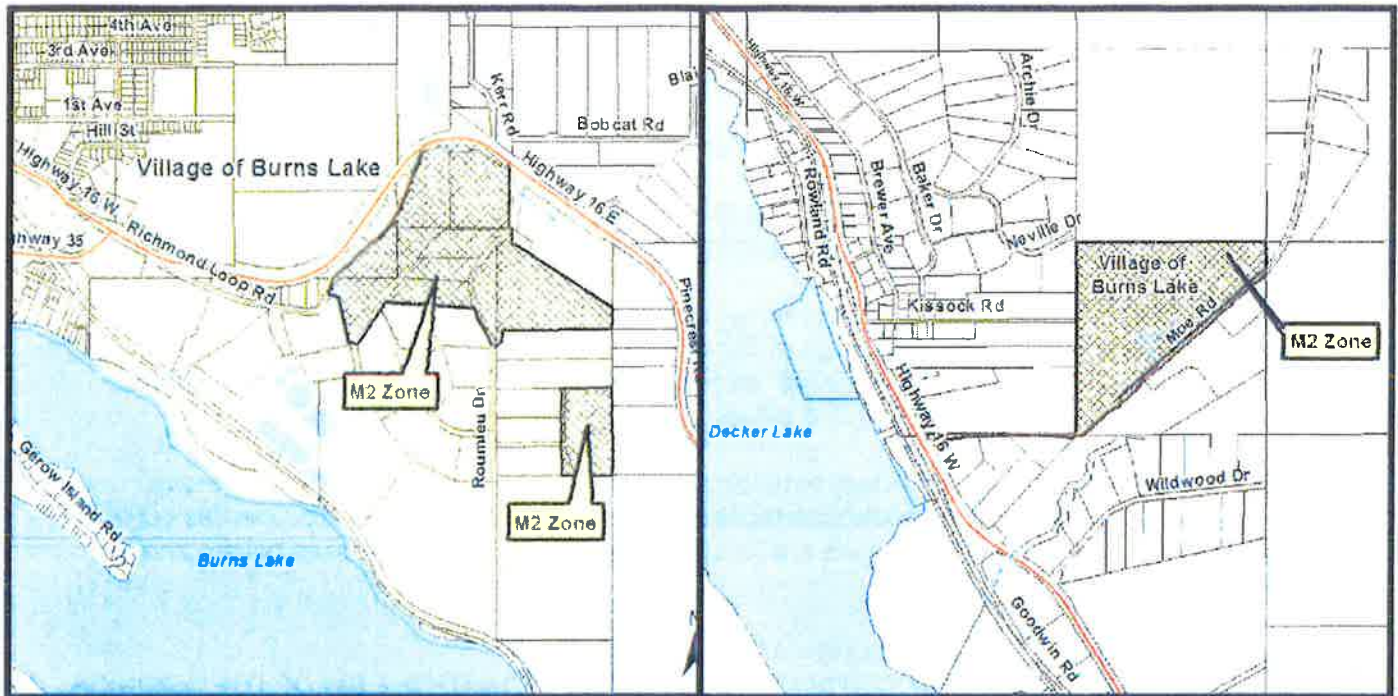 4th Ave
3rd Ave
1st Ave
Hill St
Village of Burns Lake
Highway 16 W
Richmond Loop Rd
Kerr Rd
Bobcat Rd
Highway 16 E
M2 Zone
Roumieu Dr
M2 Zone
Gerow Island Rd
Burns Lake
Highway 16 W
Archie Dr
Rowland Rd
Brewer Ave
Baker Dr
Neville Dr
Kissock Rd
Village of
Burns Lake
Moe Rd
M2 Zone
Highway 16 W
Decker Lake
Wildwood Dr
Goodwin Rd